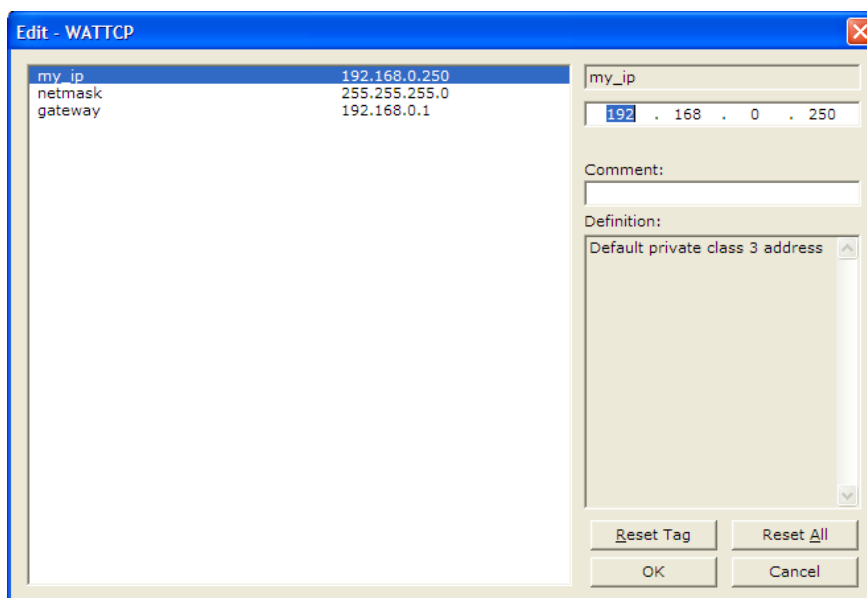 Edit - WATTCP
my_ip 192.168.0.250
netmask 255.255.255.0
gateway 192.168.0.1
my_ip
192 . 168 . 0 . 250
Comment:
Definition:
Default private class 3 address
Reset Tag Reset All
OK Cancel